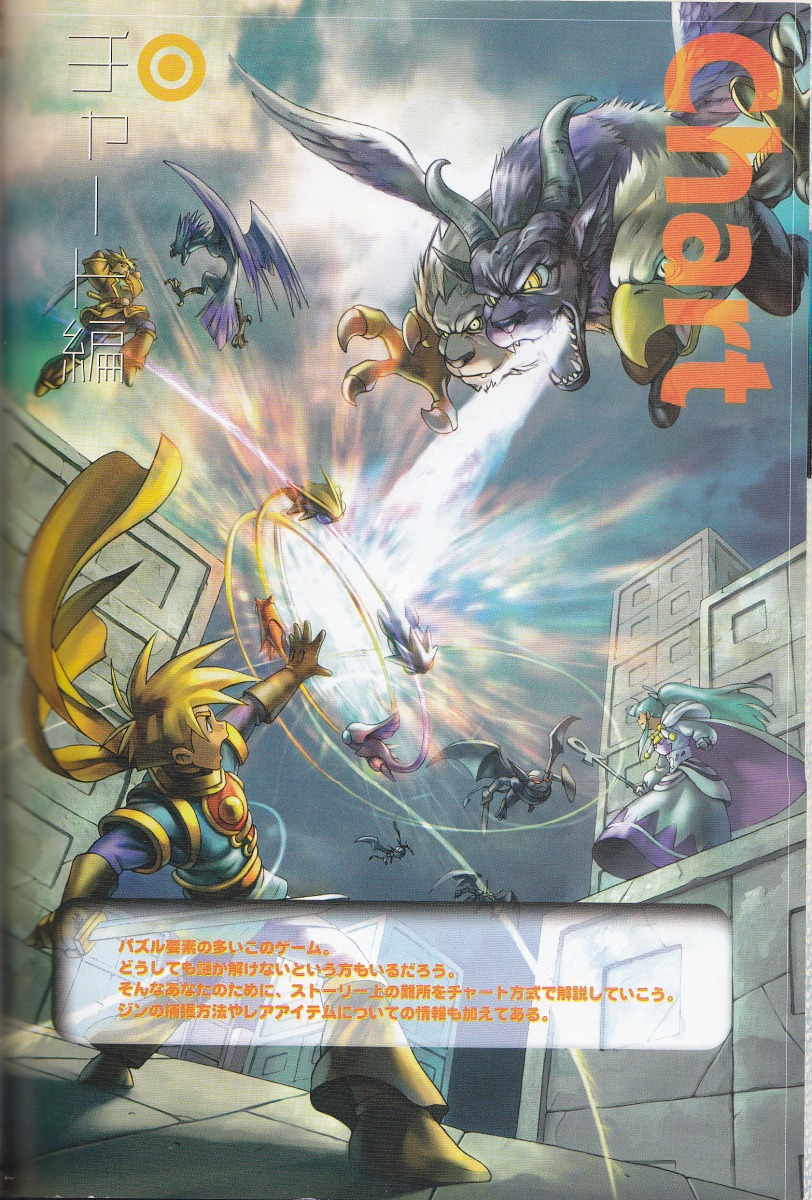 チャート編
Chart
パズル要素の多いこのゲーム。
どうしても謎が解けないという方もいるだろう。
そんなあなたのために、ストーリー上の難所をチャート方式で解説していこう。
ジンの捕獲方法やレアアイテムについての情報も加えてある。